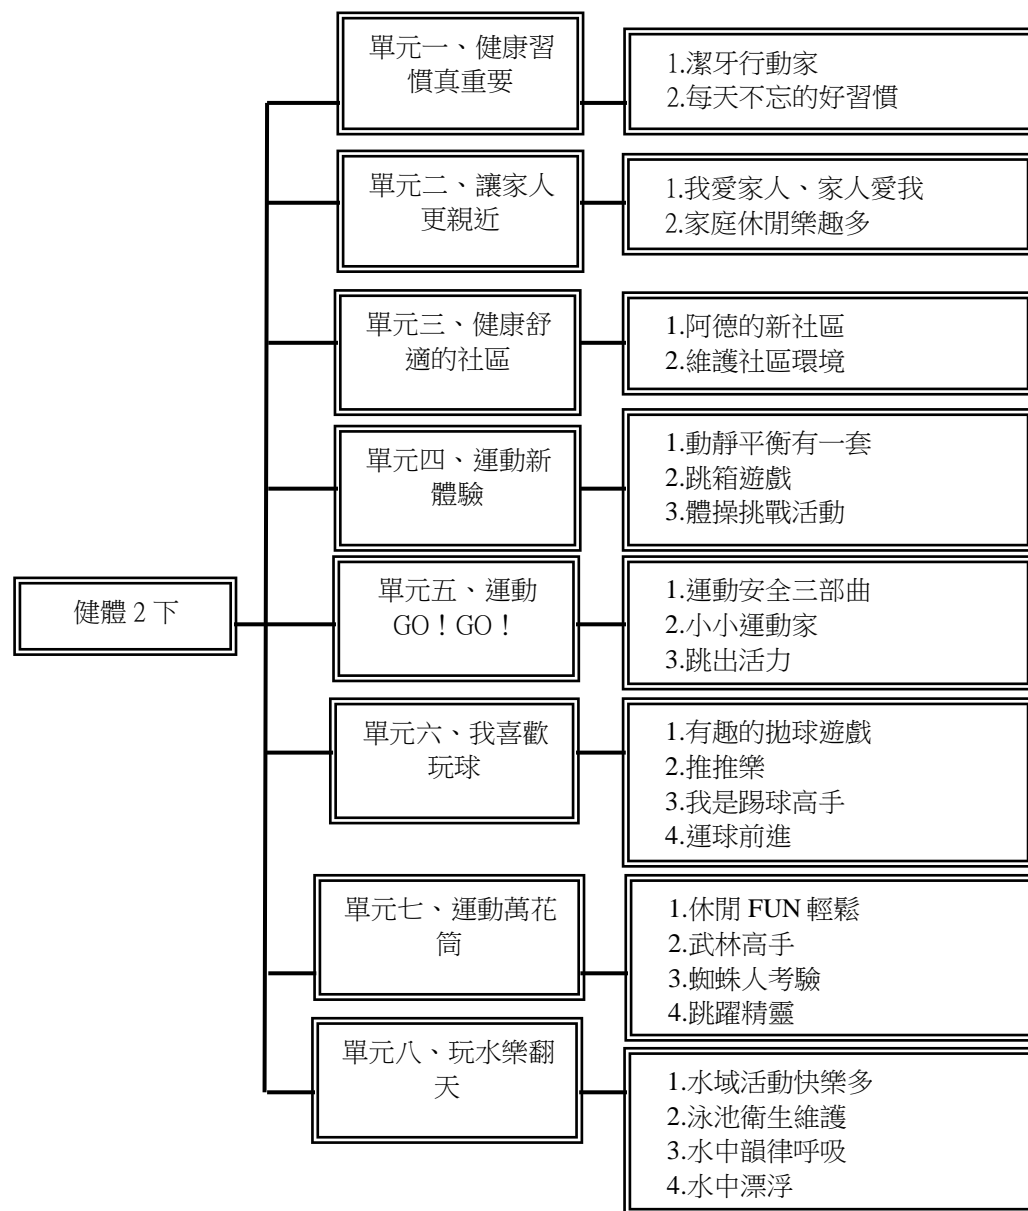 單元一、健康習
慣真重要
1.潔牙行動家
2.每天不忘的好習慣
單元二、讓家人
更親近
1.我愛家人、家人愛我
2.家庭休閒樂趣多
單元三、健康舒
適的社區
1.阿德的新社區
2.維護社區環境
單元四、運動新
體驗
1.動靜平衡有一套
2.跳箱遊戲
3.體操挑戰活動
健體 2 下
單元五、運動
GO！GO！
1.運動安全三部曲
2.小小運動家
3.跳出活力
單元六、我喜歡
玩球
1.有趣的拋球遊戲
2.推推樂
3.我是踢球高手
4.運球前進
單元七、運動萬花
筒
1.休閒 FUN 輕鬆
2.武林高手
3.蜘蛛人考驗
4.跳躍精靈
單元八、玩水樂翻
天
1.水域活動快樂多
2.泳池衛生維護
3.水中韻律呼吸
4.水中漂浮